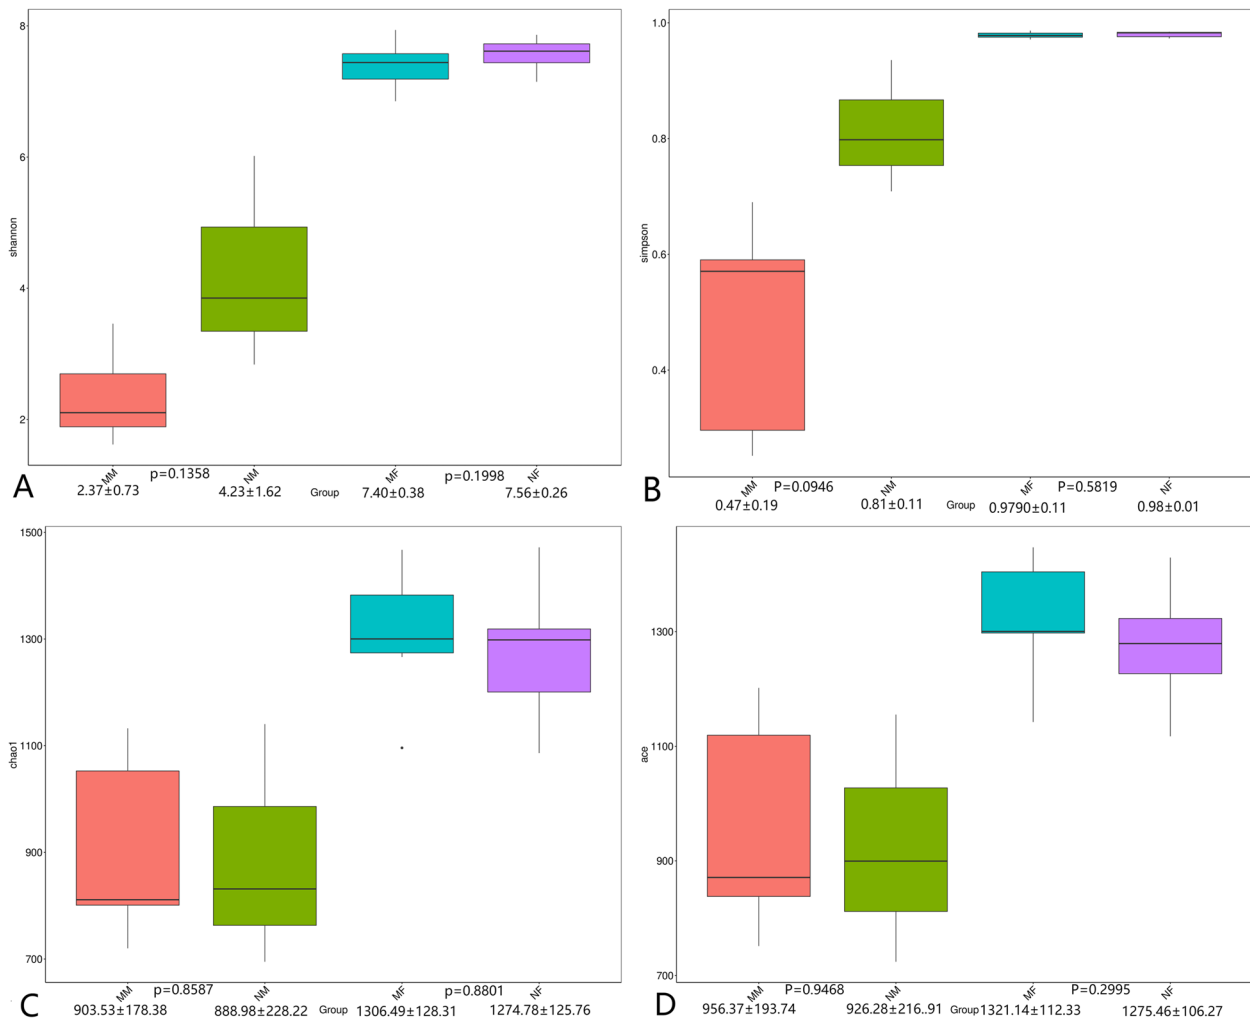 8
6
4
2
shannon
MM
p=0.1358
NM
MF
p=0.1998
NF
A
2.37±0.73
4.23±1.62
Group
7.40±0.38
7.56±0.26
1.0
0.8
0.6
0.4
simpson
MM
P=0.0946
NM
MF
P=0.5819
NF
B
0.47±0.19
0.81±0.11
Group
0.9790±0.11
0.98±0.01
1500
1300
1100
900
700
chao1
MM
p=0.8587
NM
MF
p=0.8801
NF
C
903.53±178.38
888.98±228.22
Group
1306.49±128.31
1274.78±125.76
1300
1100
900
700
ace
MM
P=0.9468
NM
MF
P=0.2995
NF
D
956.37±193.74
926.28±216..91
Group
1321.14±112.33
1275.46±106.27